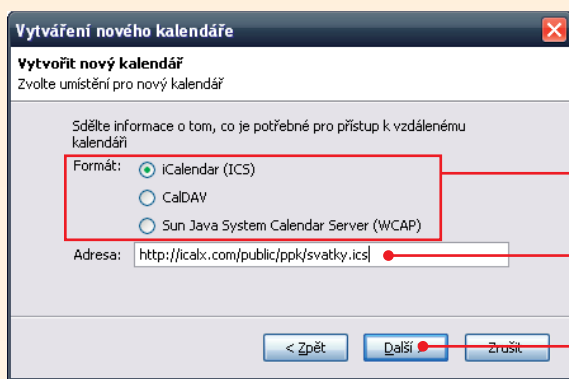 Vytváření nového kalendáře
Vytvořit nový kalendář
Zvolte umístění pro nový kalendář
Sdělte informace o tom, co je potřebné pro přístup k vzdálenému
kalendáři
Formát:
iCalendar (ICS)
CalDAV
Sun Java System Calendar Server (WCAP)
Adresa: http://icalx.com/public/ppk/svatky.ics
< Zpět
Další >
Zrušit